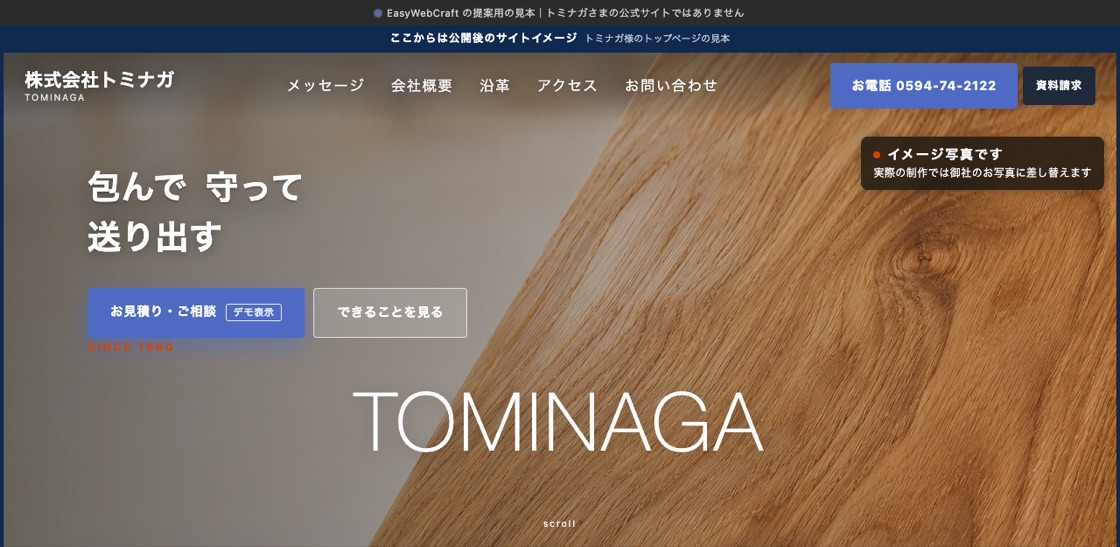 EasyWebCraft の提案用の見本｜トミナガさまの公式サイトではありません
ここからは公開後のサイトイメージ トミナガ様のトップページの見本
株式会社トミナガ
TOMINAGA
メッセージ 会社概要 沿革 アクセス お問い合わせ
お電話 0594-74-2122
資料請求
イメージ写真です
実際の制作では御社のお写真に差し替えます
包んで 守って
送り出す
お見積り・ご相談 デモ表示
できることを見る
SINCE 1960
TOMINAGA
scroll